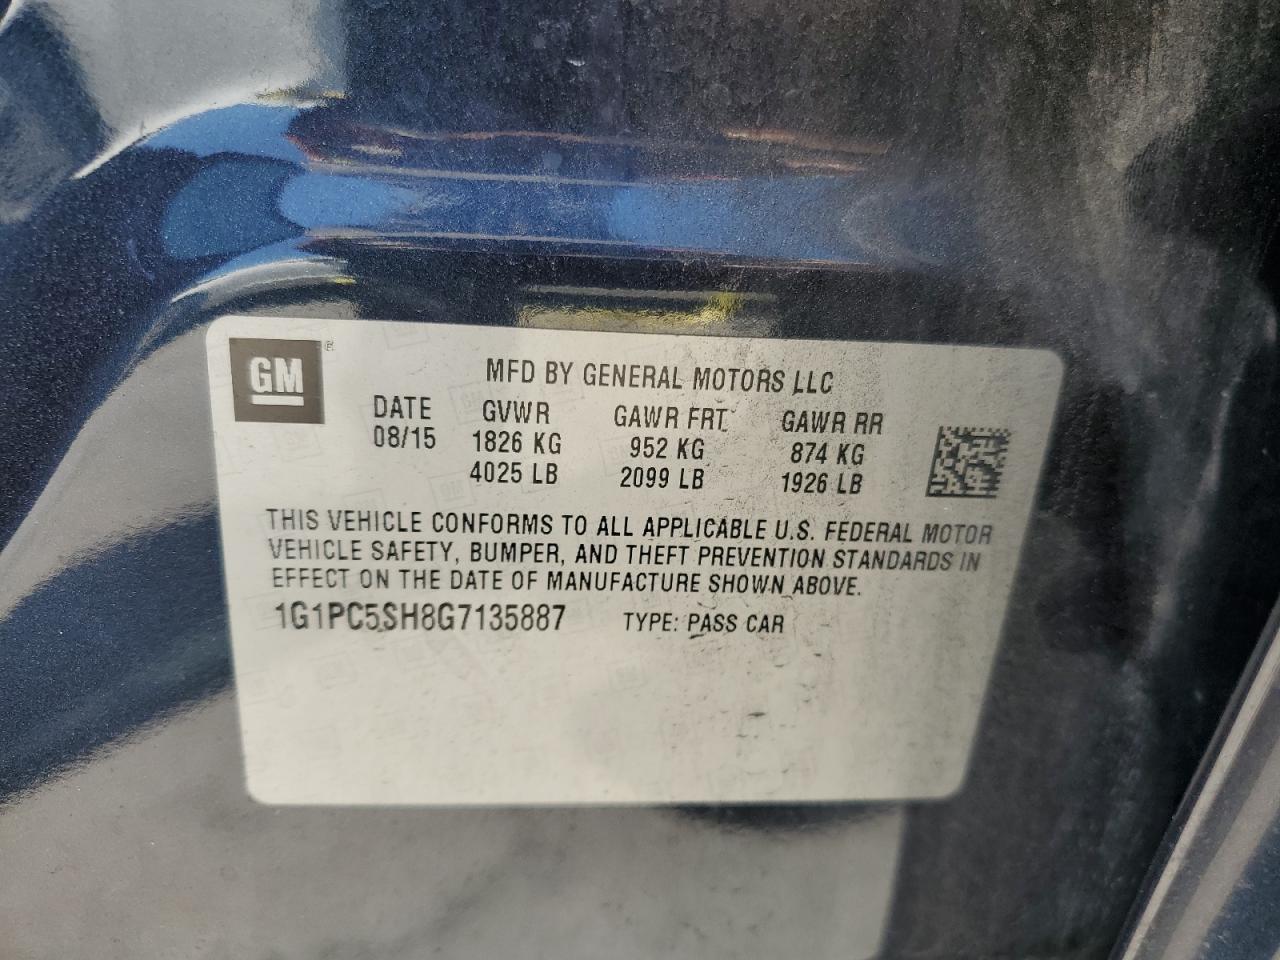 GM
MFD BY GENERAL MOTORS LLC
DATE GVWR GAWR FRT GAWR RR
08/15 1826 KG 952 KG 874 KG
4025 LB 2099 LB 1926 LB
THIS VEHICLE CONFORMS TO ALL APPLICABLE U.S. FEDERAL MOTOR
VEHICLE SAFETY, BUMPER, AND THEFT PREVENTION STANDARDS IN
EFFECT ON THE DATE OF MANUFACTURE SHOWN ABOVE.
1G1PC5SH8G7135887 TYPE: PASS CAR